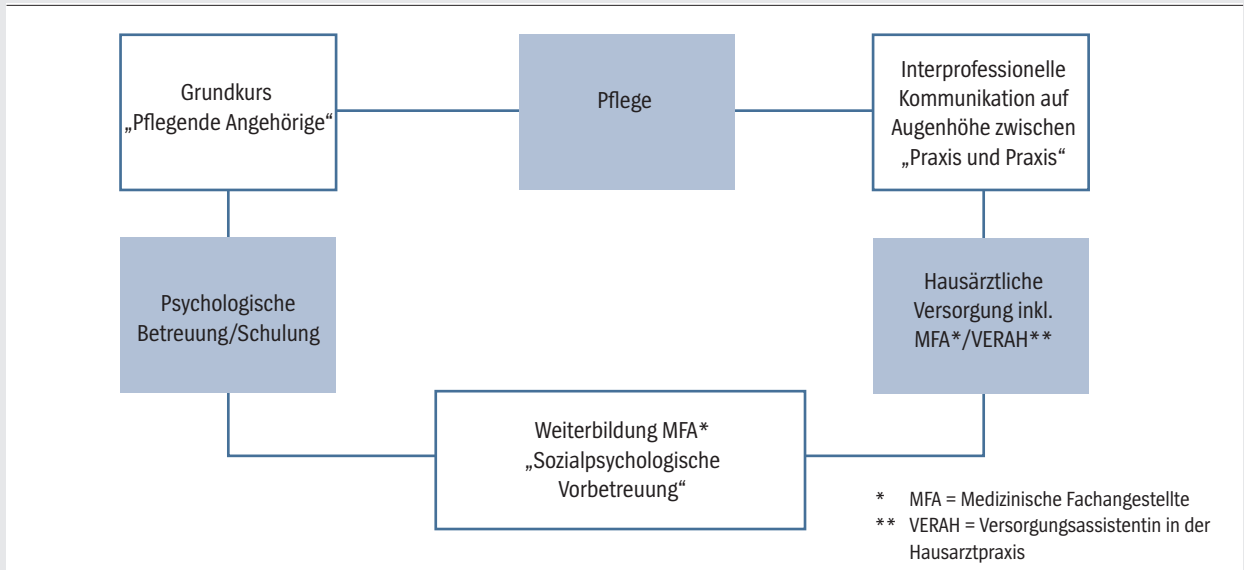 Grundkurs
„Pflegende Angehörige“
Pflege
Interprofessionelle
Kommunikation auf
Augenhöhe zwischen
„Praxis und Praxis“
Psychologische
Betreuung/Schulung
Hausärztliche
Versorgung inkl.
MFA*/VERAH**
Weiterbildung MFA*
„Sozialpsychologische
Vorbetreuung“
* MFA = Medizinische Fachangestellte
** VERAH = Versorgungsassistentin in der
Hausarztpraxis